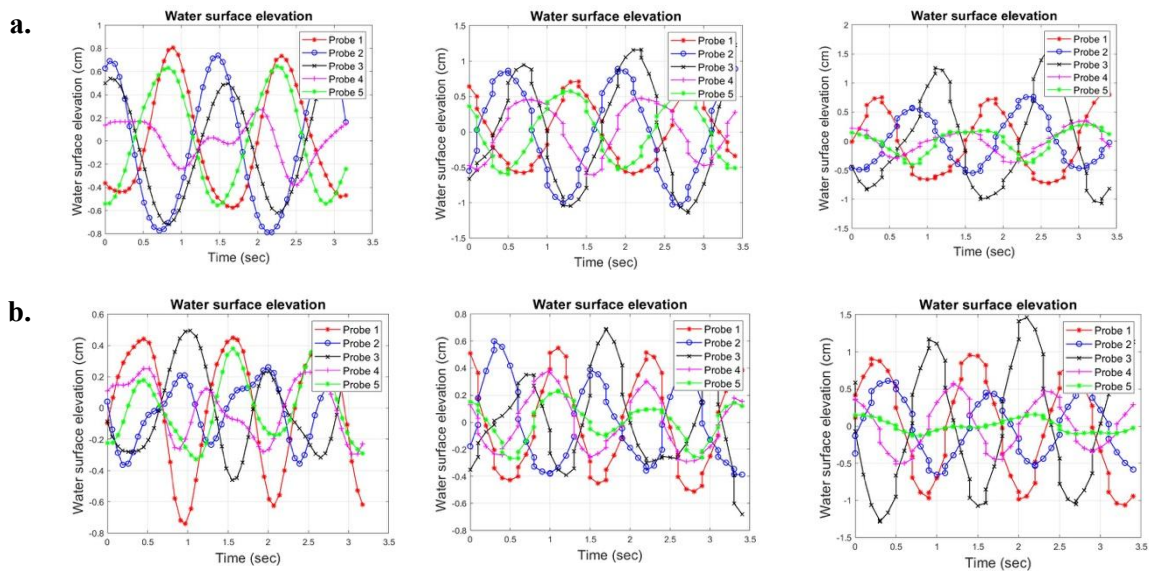 a.
Water surface elevation
Water surface elevation (cm)
1
0.8
0.6
0.4
0.2
0
-0.2
-0.4
-0.6
-0.8
0
0.5
1
1.5
2
2.5
3
3.5
Time (sec)
Probe 1
Probe 2
Probe 3
Probe 4
Probe 5
Water surface elevation
Water surface elevation (cm)
1.5
1
0.5
0
-0.5
-1
-1.5
0
0.5
1
1.5
2
2.5
3
3.5
Time (sec)
Probe 1
Probe 2
Probe 3
Probe 4
Probe 5
Water surface elevation
Water surface elevation (cm)
2
1.5
1
0.5
0
-0.5
-1
-1.5
0
0.5
1
1.5
2
2.5
3
3.5
Time (sec)
Probe 1
Probe 2
Probe 3
Probe 4
Probe 5
b.
Water surface elevation
Water surface elevation (cm)
0.6
0.4
0.2
0
-0.2
-0.4
-0.6
-0.8
0
0.5
1
1.5
2
2.5
3
3.5
Time (sec)
Probe 1
Probe 2
Probe 3
Probe 4
Probe 5
Water surface elevation
Water surface elevation (cm)
0.8
0.6
0.4
0.2
0
-0.2
-0.4
-0.6
-0.8
0
0.5
1
1.5
2
2.5
3
3.5
Time (sec)
Probe 1
Probe 2
Probe 3
Probe 4
Probe 5
Water surface elevation
Water surface elevation (cm)
1.5
1
0.5
0
-0.5
-1
-1.5
0
0.5
1
1.5
2
2.5
3
3.5
Time (sec)
Probe 1
Probe 2
Probe 3
Probe 4
Probe 5